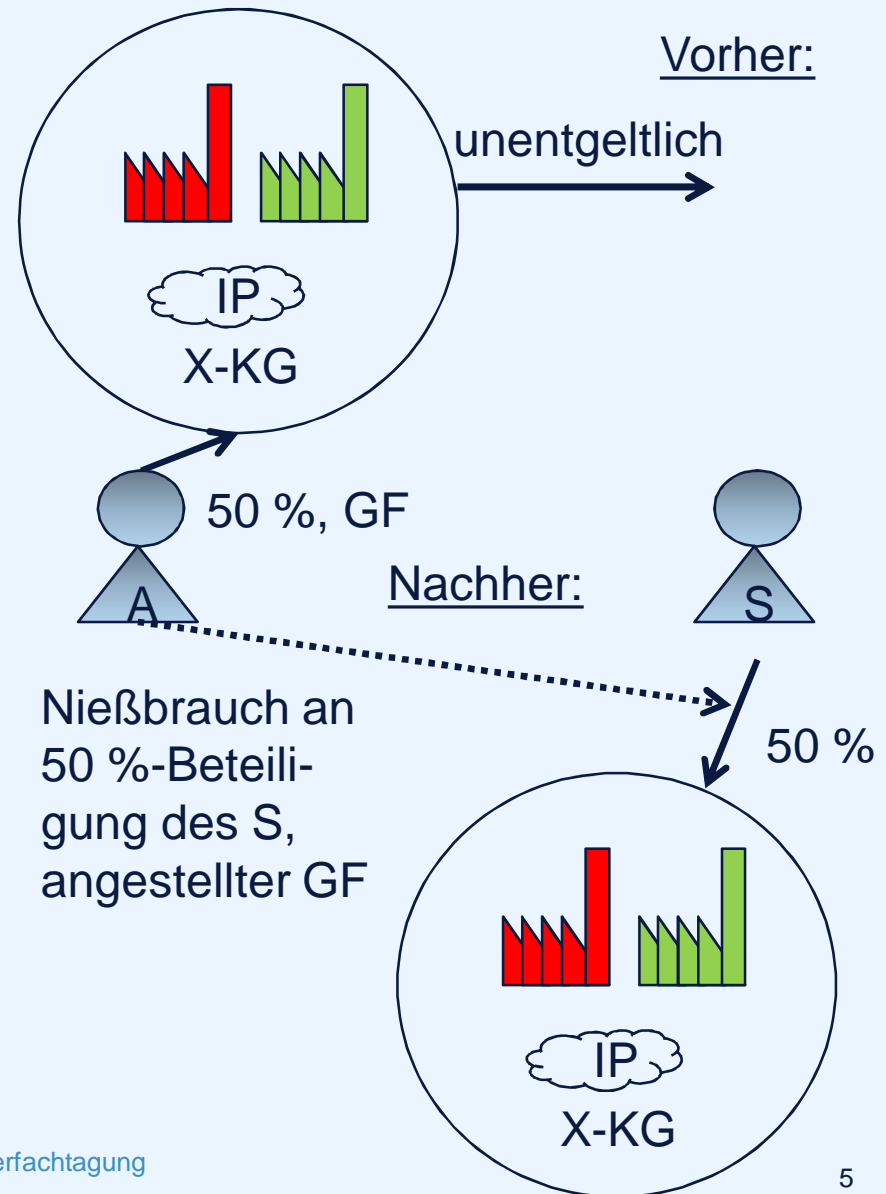 Vorher:
unentgeltlich
IP
X-KG
50 %, GF
A
Nachher:
S
Nießbrauch an
50 %-Beteili-
gung des S,
angestellter GF
50 %
IP
X-KG
erfachtagung
5